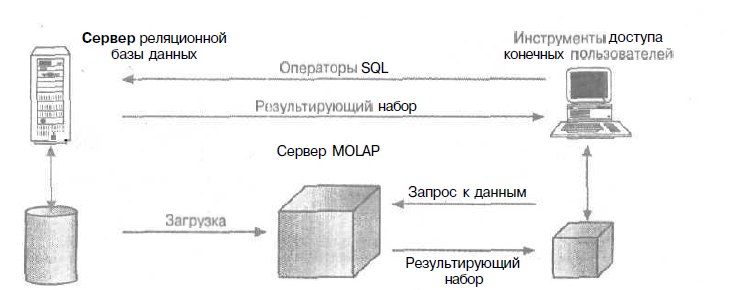 Сервер реляционной
базы данных
Инструменты доступа
конечных пользователей
Операторы SQL
Результирующий набор
Сервер MOLAP
Запрос к данным
Загрузка
Результирующий
набор